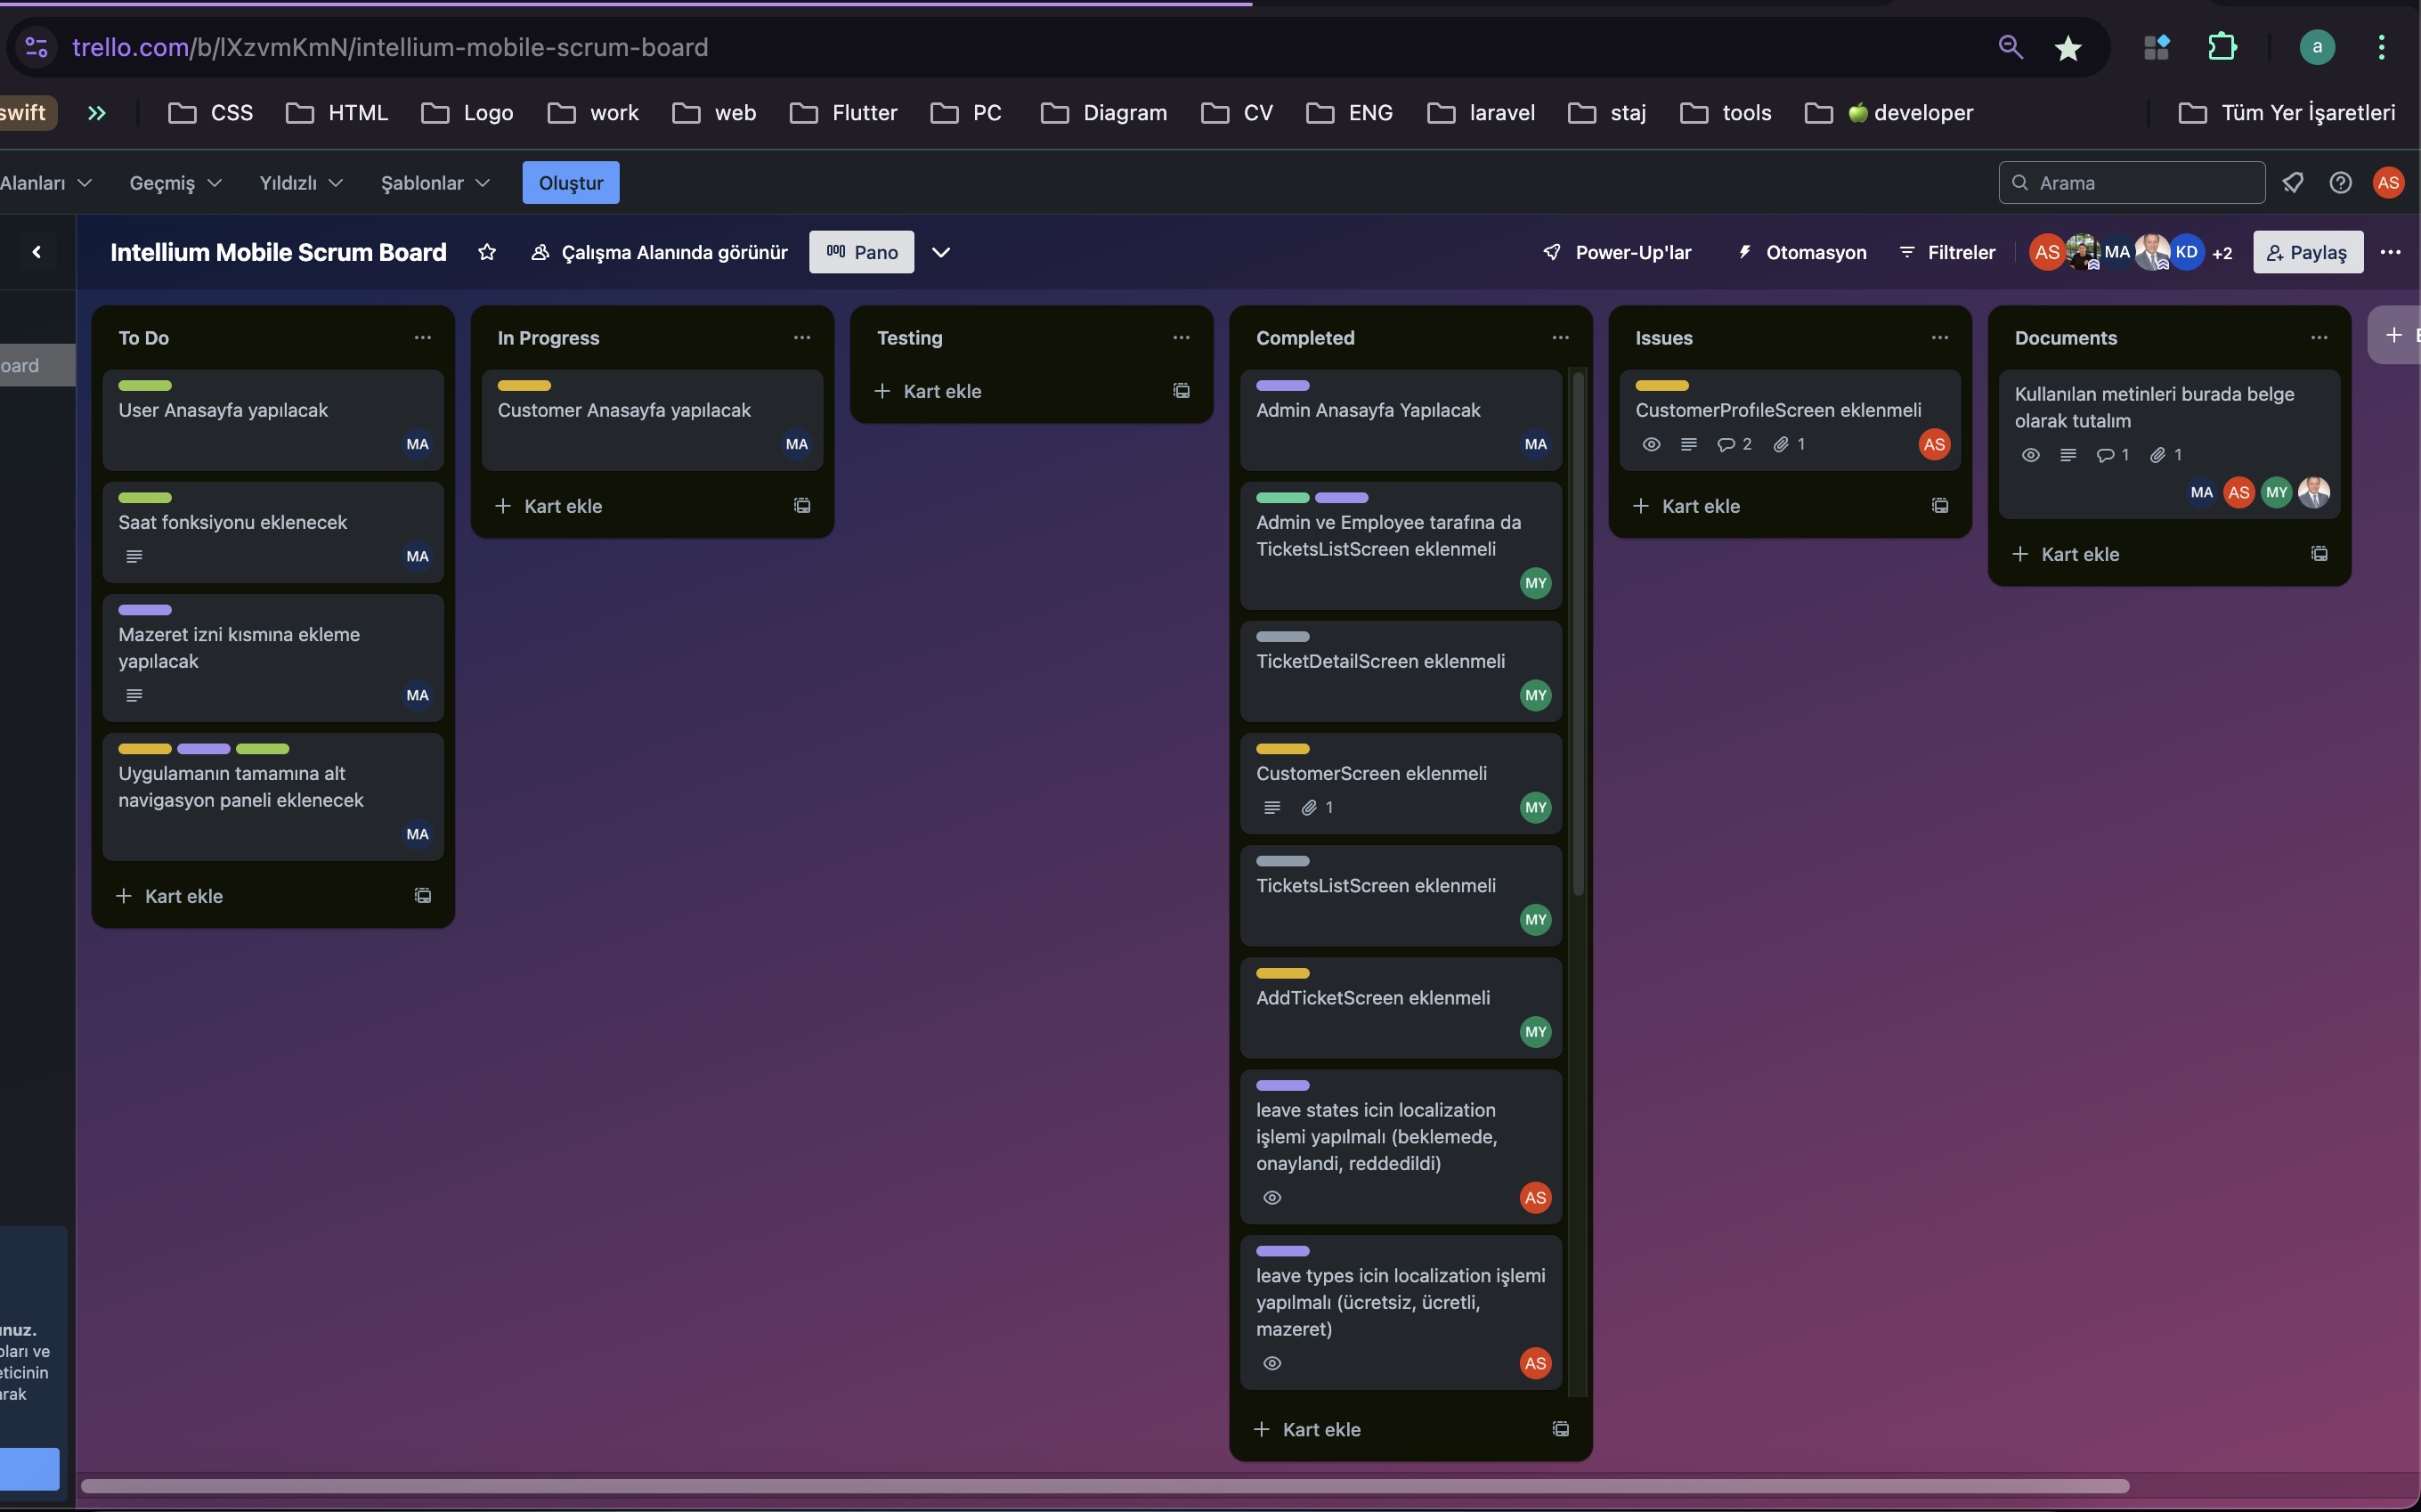 trello.com/b/lXzvmKmN/intellium-mobile-scrum-board
a
swift
CSS
HTML
Logo
work
web
Flutter
PC
Diagram
CV
ENG
laravel
staj
tools
developer
Tüm Yer İşaretleri
Alanları
Geçmiş
Yıldızlı
Şablonlar
Oluştur
Arama
AS
Intellium Mobile Scrum Board
Çalışma Alanında görünür
Pano
Power-Up'lar
Otomasyon
Filtreler
AS
MA
KD
+2
Paylaş
oard
To Do
User Anasayfa yapılacak
MA
Saat fonksiyonu eklenecek
MA
Mazeret izni kısmına ekleme
yapılacak
MA
Uygulamanın tamamına alt
navigasyon paneli eklenecek
MA
Kart ekle
In Progress
Customer Anasayfa yapılacak
MA
Kart ekle
Testing
Kart ekle
Completed
Admin Anasayfa Yapılacak
MA
Admin ve Employee tarafına da
TicketsListScreen eklenmeli
MY
TicketDetailScreen eklenmeli
MY
CustomerScreen eklenmeli
1
MY
TicketsListScreen eklenmeli
MY
AddTicketScreen eklenmeli
MY
leave states icin localization
işlemi yapılmalı (beklemede,
onaylandi, reddedildi)
AS
leave types icin localization işlemi
yapılmalı (ücretsiz, ücretli,
mazeret)
AS
Kart ekle
Issues
CustomerProfıleScreen eklenmeli
2
1
AS
Kart ekle
Documents
Kullanılan metinleri burada belge
olarak tutalım
1
1
MA
AS
MY
Kart ekle
unuz.
oları ve
eticinin
arak